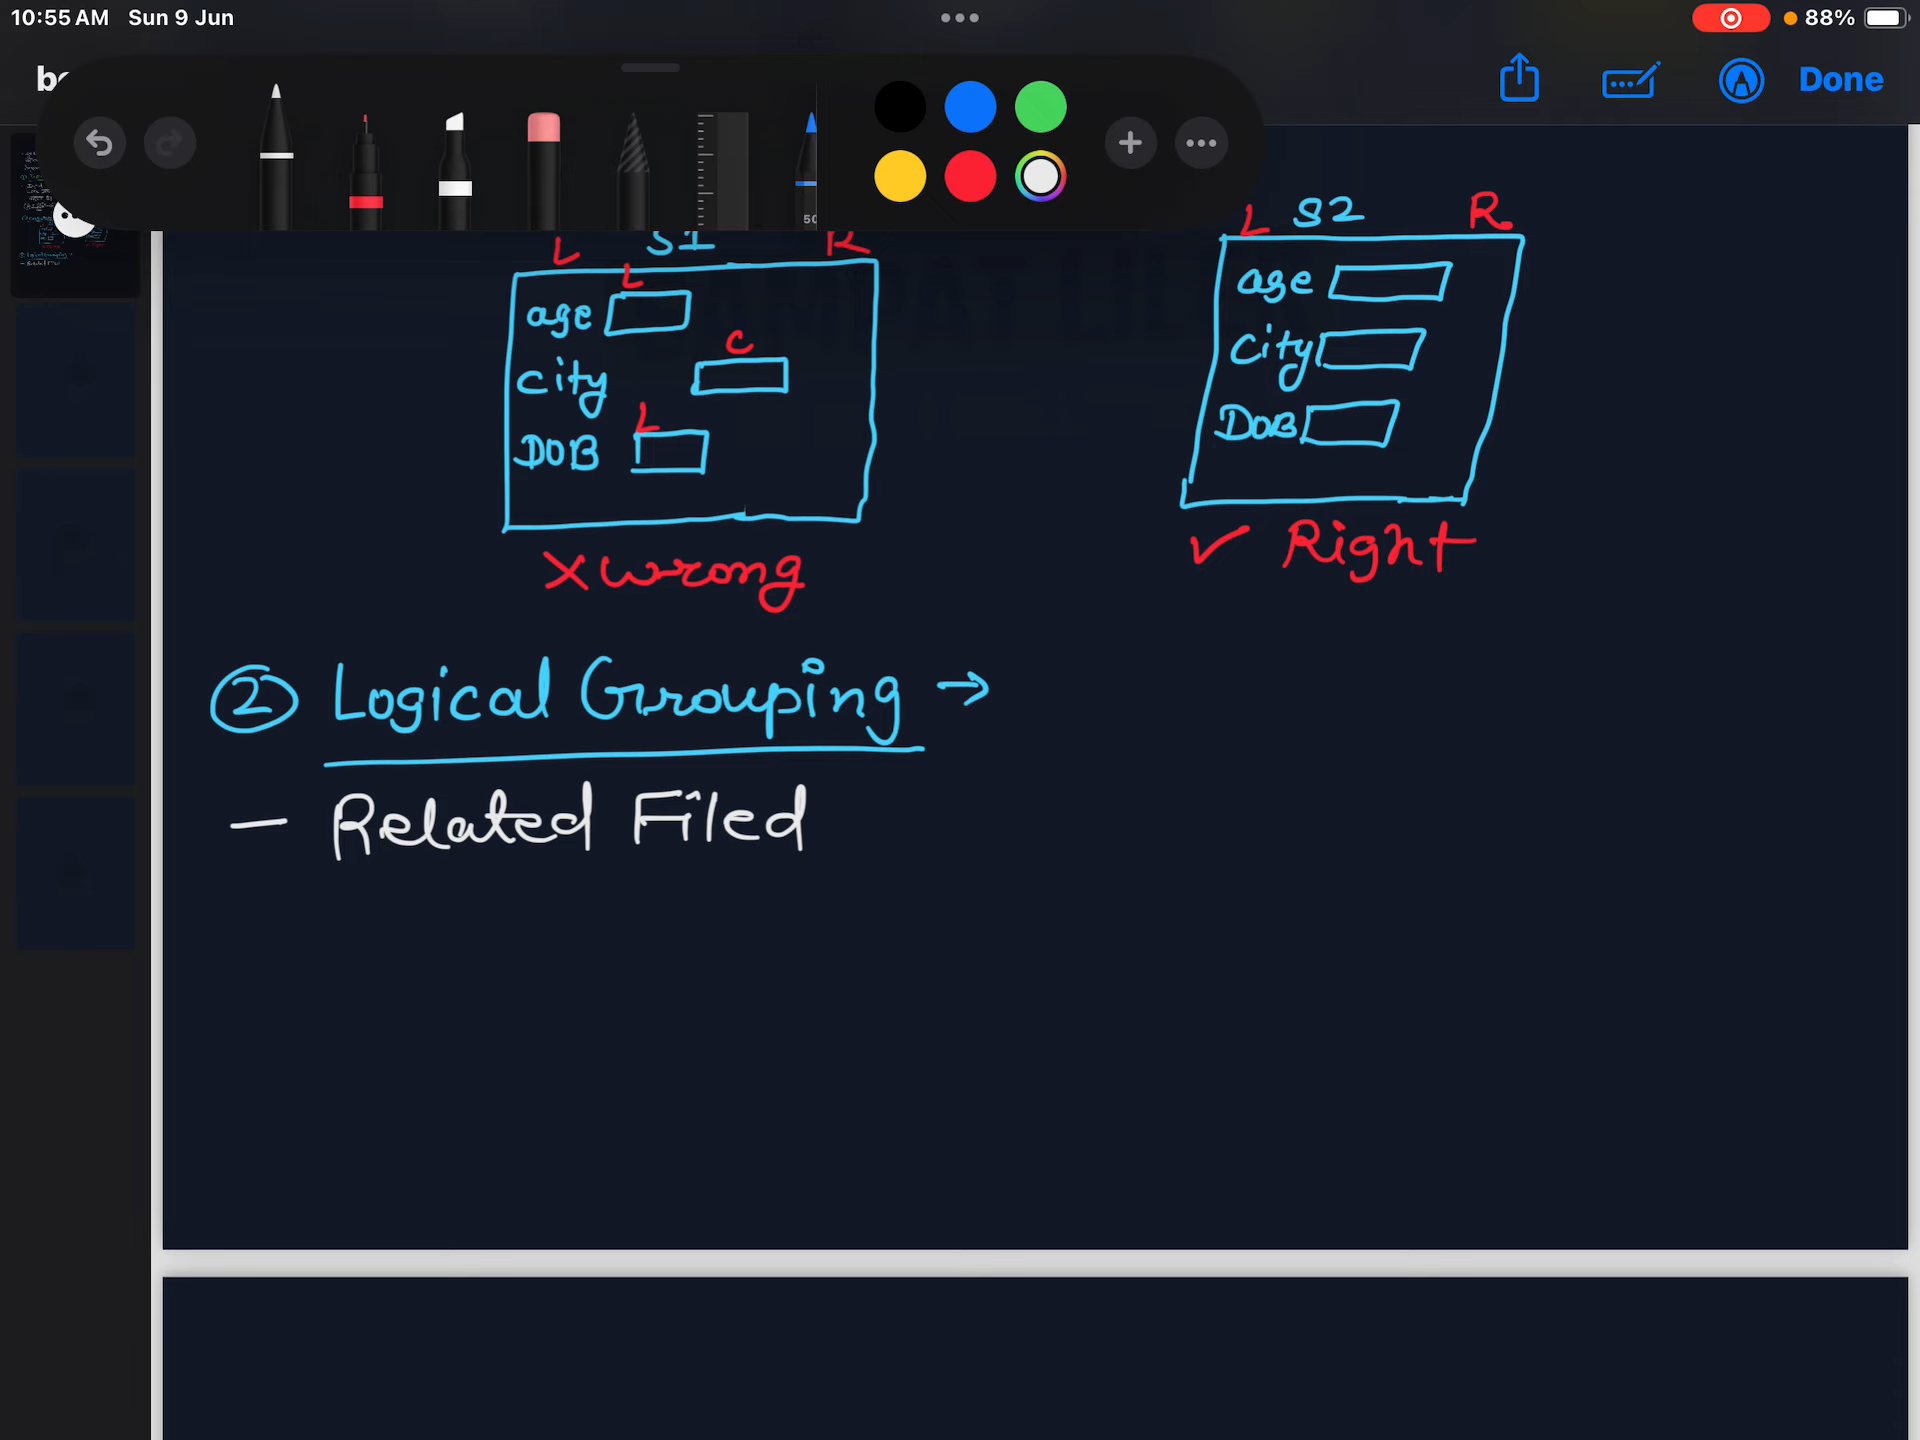 10:55 AM Sun 9 Jun
88%
Done
50
L S1 R
L
age
C
city
L
DOB
X wrong
L S2 R
age
City
DOB
✓ Right
② Logical Grouping →
— Related Filed